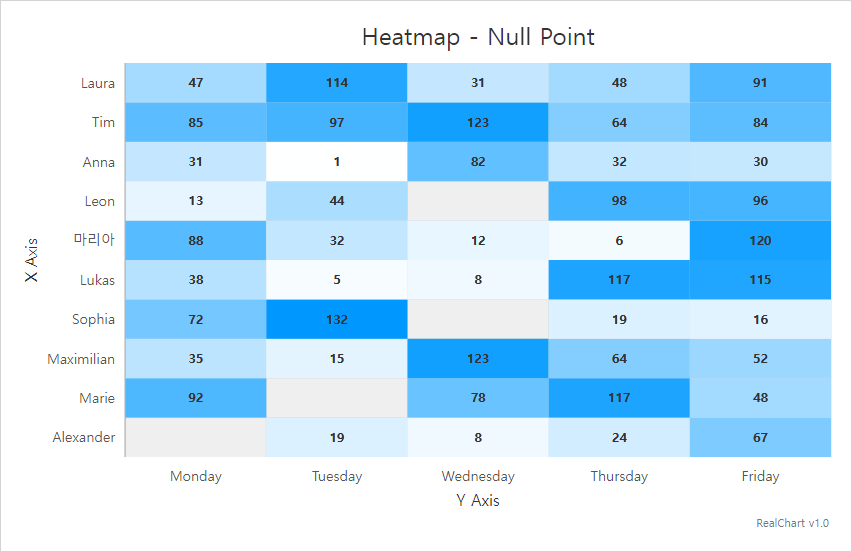 Heatmap - Null Point
Laura 47 114 31 48 91
Tim 85 97 123 64 84
Anna 31 1 82 32 30
Leon 13 44 98 96
마리아 88 32 12 6 120
Lukas 38 5 8 117 115
Sophia 72 132 19 16
Maximilian 35 15 123 64 52
Marie 92 78 117 48
Alexander 19 8 24 67
X Axis
Monday Tuesday Wednesday Thursday Friday
Y Axis
RealChart v1.0